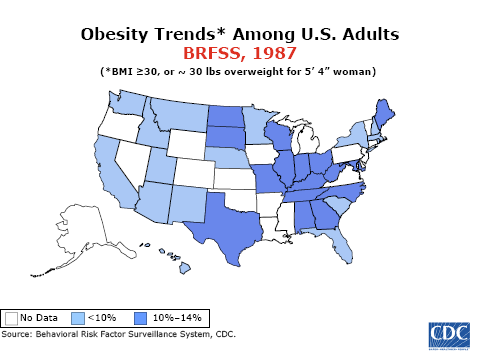 Obesity Trends* Among U.S. Adults
BRFSS, 1987
(*BMI ≥30, or ~ 30 lbs overweight for 5’ 4” woman)
No Data <10% 10%–14%
Source: Behavioral Risk Factor Surveillance System, CDC.
CDC